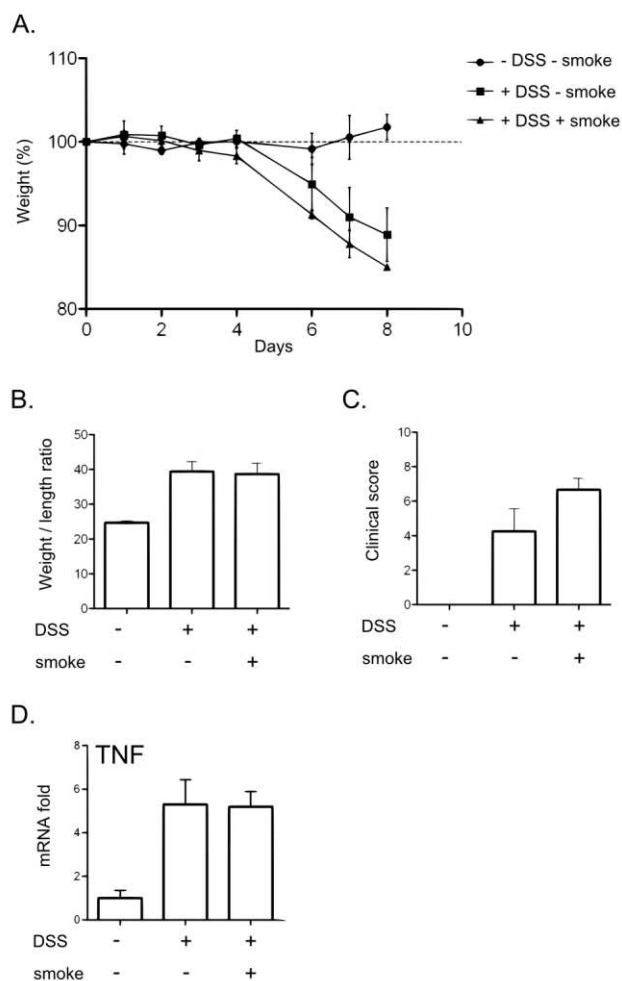 A.
110
100
90
80
Weight (%)
0 2 4 6 8 10
Days
- DSS - smoke
+ DSS - smoke
+ DSS + smoke
B.
50
40
30
20
10
0
Weight / length ratio
DSS - + +
smoke - - +
C.
10
8
6
4
2
0
Clinical score
DSS - + +
smoke - - +
D.
TNF
8
6
4
2
0
mRNA fold
DSS - + +
smoke - - +